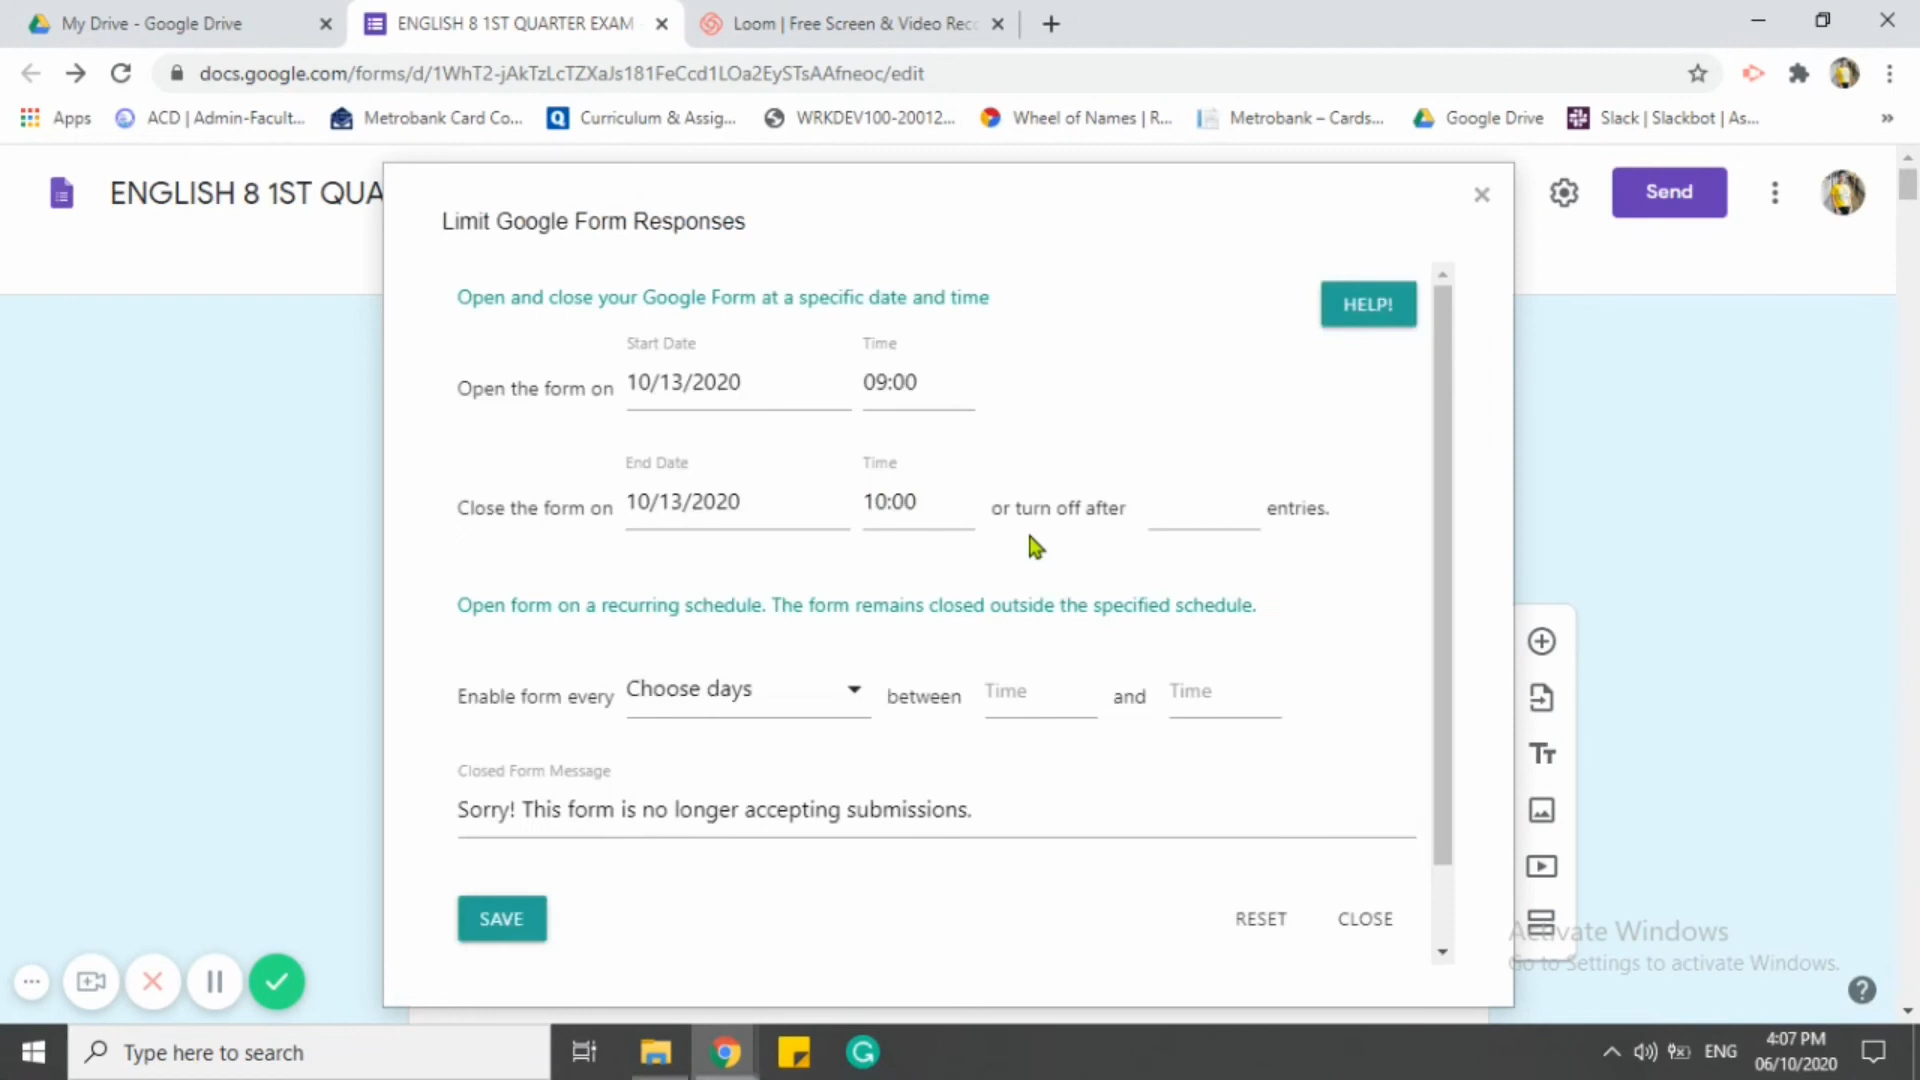 My Drive - Google Drive
ENGLISH 8 1ST QUARTER EXAM
Loom | Free Screen & Video Rec
docs.google.com/forms/d/1WhT2-jAkTzLcTZXaJs181FeCcd1LOa2EySTsAAfneoc/edit
Apps
ACD | Admin-Facult...
Metrobank Card Co...
Curriculum & Assig...
WRKDEV100-20012...
Wheel of Names | R...
Metrobank – Cards...
Google Drive
Slack | Slackbot | As...
»
ENGLISH 8 1ST QUA
Send
Limit Google Form Responses
Open and close your Google Form at a specific date and time
HELP!
Start Date Time
Open the form on 10/13/2020 09:00
End Date Time
Close the form on 10/13/2020 10:00 or turn off after entries.
Open form on a recurring schedule. The form remains closed outside the specified schedule.
Enable form every Choose days between Time and Time
Closed Form Message
Sorry! This form is no longer accepting submissions.
SAVE
RESET
CLOSE
Tт
Activate Windows
Go to Settings to activate Windows.
Type here to search
ENG
4:07 PM
06/10/2020